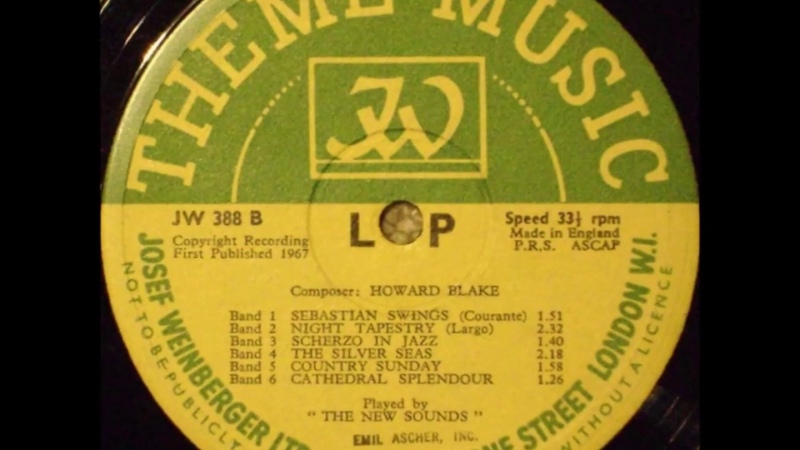 THEME MUSIC
JW
JW 388 B
Copyright Recording
First Published 1967
L P
Speed 33⅓ rpm
Made in England
P.R.S. ASCAP
Composer: HOWARD BLAKE
Band 1 SEBASTIAN SWINGS (Courante) 1.51
Band 2 NIGHT TAPESTRY (Largo) 2.32
Band 3 SCHERZO IN JAZZ 1.40
Band 4 THE SILVER SEAS 2.18
Band 5 COUNTRY SUNDAY 1.58
Band 6 CATHEDRAL SPLENDOUR 1.26
Played by
"THE NEW SOUNDS"
EMIL ASCHER, INC.
JOSEF WEINBERGER STREET LONDON W.I.
NOT TO BE PUBLICLY WITHOUT A LICENCE